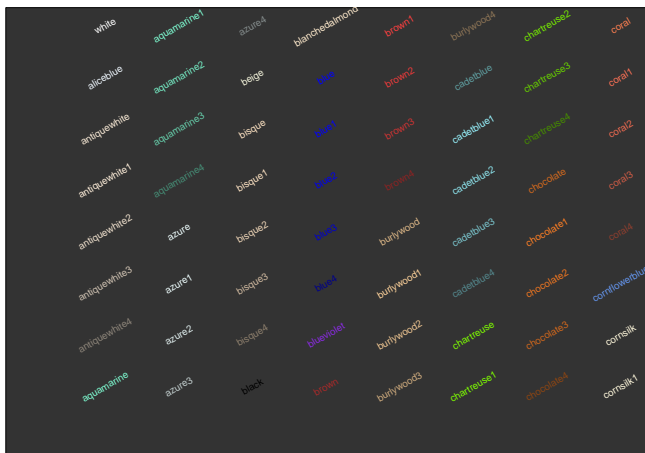 white
aliceblue
antiquewhite
antiquewhite1
antiquewhite2
antiquewhite3
antiquewhite4
aquamarine
aquamarine1
aquamarine2
aquamarine3
aquamarine4
azure
azure1
azure2
azure3
azure4
beige
bisque
bisque1
bisque2
bisque3
bisque4
black
blanchedalmond
blue
blue1
blue2
blue3
blue4
blueviolet
brown
brown1
brown2
brown3
brown4
burlywood
burlywood1
burlywood2
burlywood3
burlywood4
cadetblue
cadetblue1
cadetblue2
cadetblue3
cadetblue4
chartreuse
chartreuse1
chartreuse2
chartreuse3
chartreuse4
chocolate
chocolate1
chocolate2
chocolate3
chocolate4
coral
coral1
coral2
coral3
coral4
cornflowerblue
cornsilk
cornsilk1